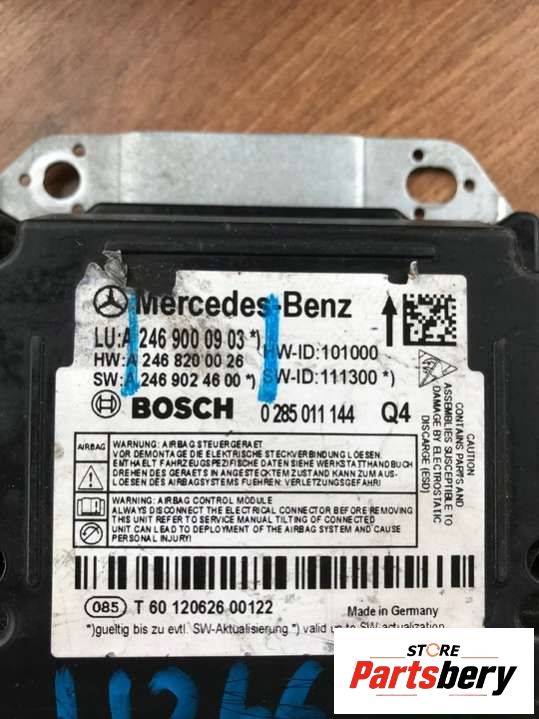 Mercedes-Benz
LU:A 246 900 09 03 *) HW-ID:101000
HW:A 246 820 00 26
SW:A 246 902 46 00 *) SW-ID:111300 *)
BOSCH 0 285 011 144 Q4
AIRBAG
WARNUNG: AIRBAG STEUERGERAET
VOR DEMONTAGE DIE ELEKTRISCHE STECKVERBINDUNG LOESEN.
ENTHAELT FAHRZEUGSPEZIFISCHE DATEN SIEHE WERKSTATTHANDBUCH
DREHEN DES GERAETS IN EINGESTECKTEM ZUSTAND KANN ZUM AUS-
LOESEN DES AIRBAGSYSTEMS FUEHREN: VERLETZUNGSGEFAHR!
WARNING: AIRBAG CONTROL MODULE
ALWAYS DISCONNECT THE ELECTRICAL CONNECTOR BEFORE REMOVING
THIS UNIT REFER TO SERVICE MANUAL TILTING OF CONNECTED
UNIT CAN LEAD TO DEPLOYMENT OF THE AIRBAG SYSTEM AND CAUSE
PERSONAL INJURY!
CAUTION
CONTAINS PARTS AND
ASSEMBLIES SUSCEPTIBLE TO
DAMAGE BY ELECTROSTATIC
DISCHARGE (ESD)
085 T 60 120626 00122 Made in Germany
*)gueltig bis zu evtl. SW-Aktualisierung *) valid up to SW-actualization
STORE
Partsbery